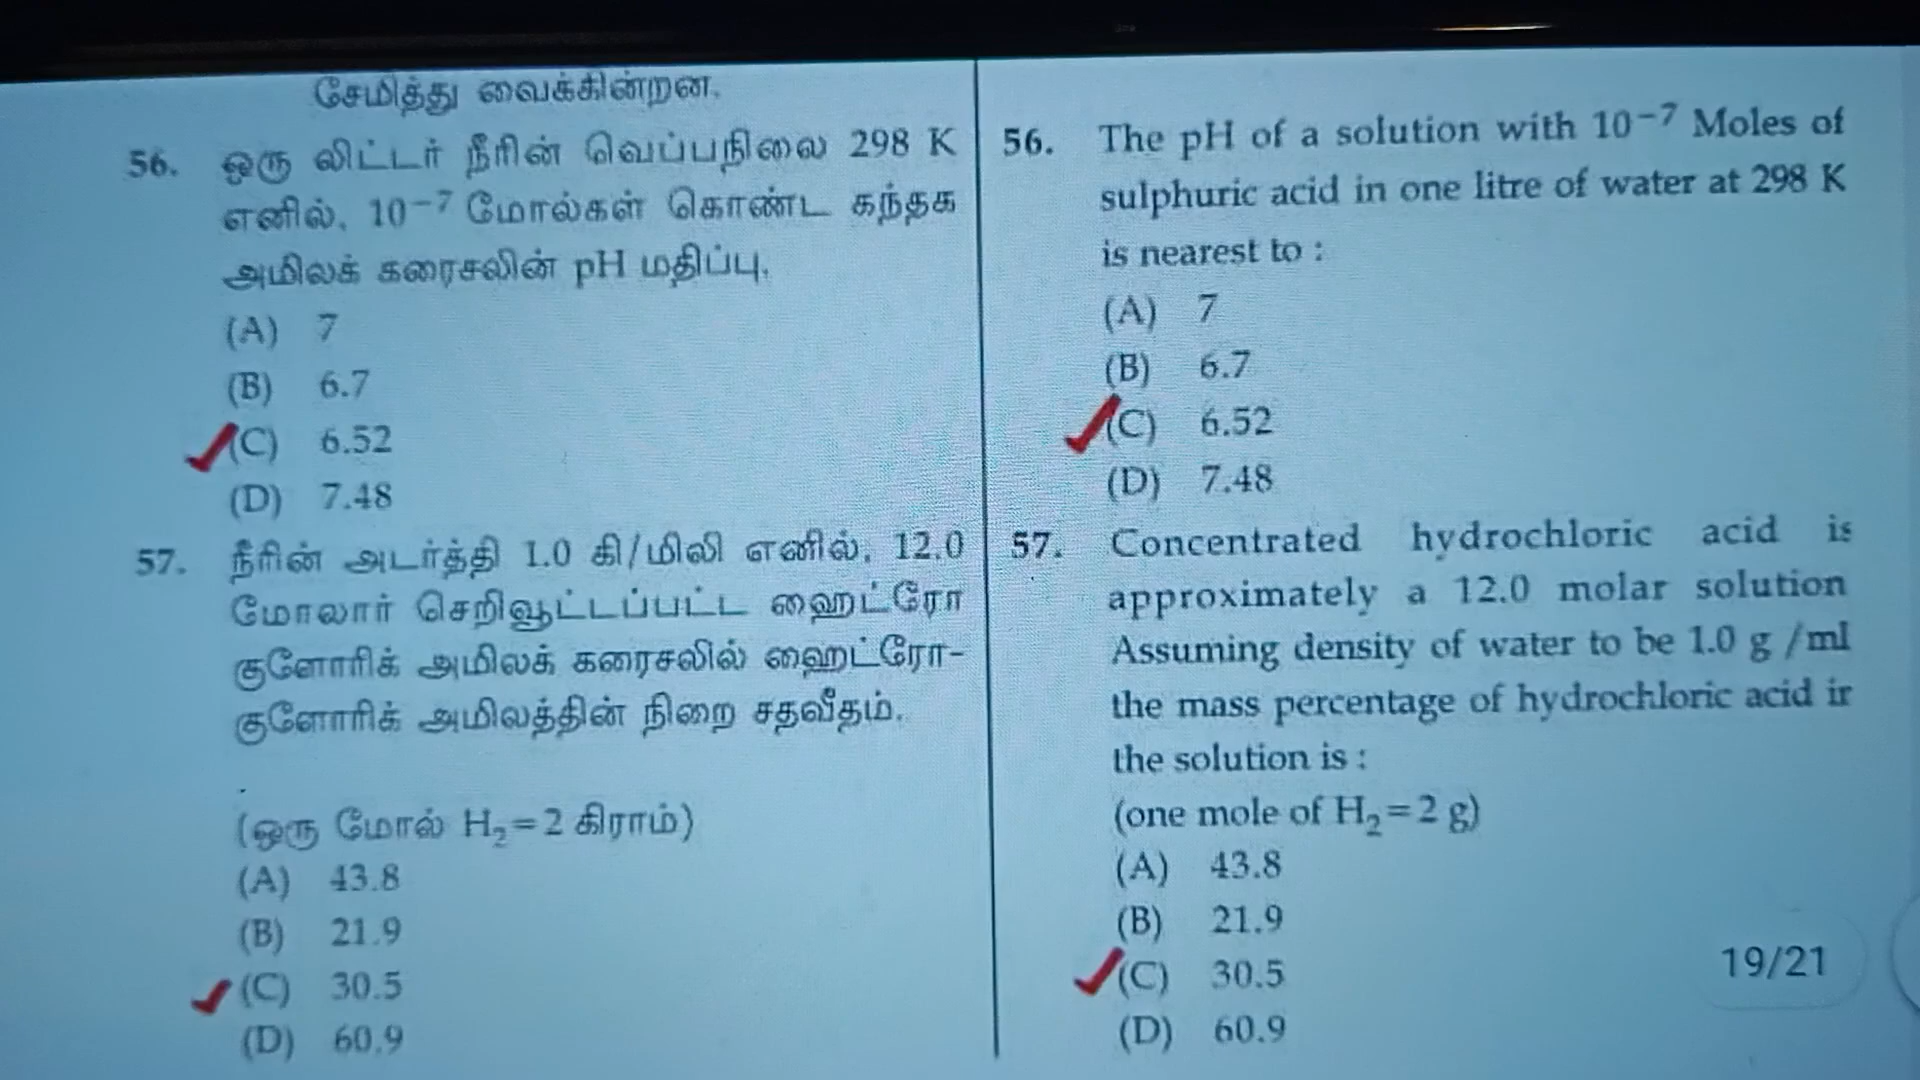 சேமித்து வைக்கின்றன.
56. ஒரு லிட்டர் நீரின் வெப்பநிலை 298 K
எனில், 10⁻⁷ மோல்கள் கொண்ட கந்தக
அமிலக் கரைசலின் pH மதிப்பு.
(A) 7
(B) 6.7
(C) 6.52
(D) 7.48
57. நீரின் அடர்த்தி 1.0 கி/மிலி எனில், 12.0
மோலார் செறிவூட்டப்பட்ட ஹைட்ரோ
குளோரிக் அமிலக் கரைசலில் ஹைட்ரோ-
குளோரிக் அமிலத்தின் நிறை சதவீதம்.
(ஒரு மோல் H₂=2 கிராம்)
(A) 43.8
(B) 21.9
(C) 30.5
(D) 60.9
56. The pH of a solution with 10⁻⁷ Moles of
sulphuric acid in one litre of water at 298 K
is nearest to :
(A) 7
(B) 6.7
(C) 6.52
(D) 7.48
57. Concentrated hydrochloric acid is
approximately a 12.0 molar solution
Assuming density of water to be 1.0 g /ml
the mass percentage of hydrochloric acid in
the solution is :
(one mole of H₂=2 g)
(A) 43.8
(B) 21.9
(C) 30.5
(D) 60.9
19/21